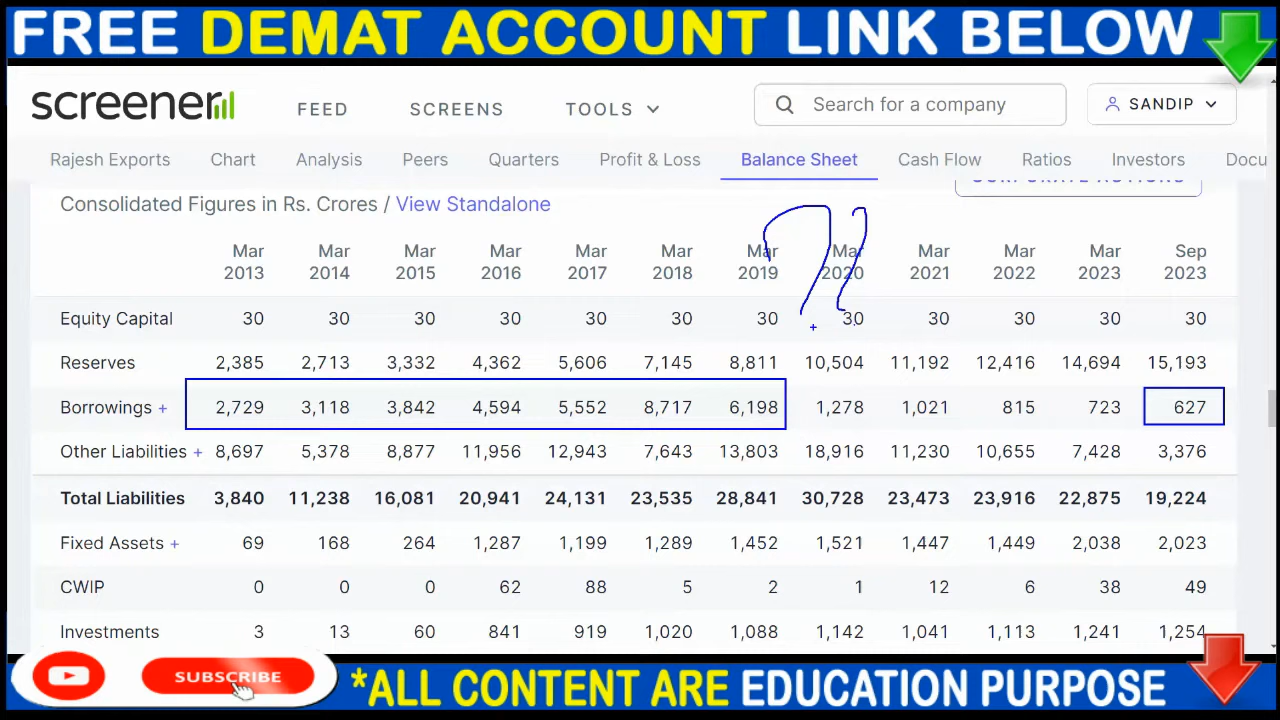 FREE DEMAT ACCOUNT LINK BELOW
screener FEED SCREENS TOOLS Search for a company SANDIP
Rajesh Exports Chart Analysis Peers Quarters Profit & Loss Balance Sheet Cash Flow Ratios Investors Docu
CORPORATE ACTIONS
Consolidated Figures in Rs. Crores / View Standalone
Mar Mar Mar Mar Mar Mar Mar Mar Mar Mar Mar Sep
2013 2014 2015 2016 2017 2018 2019 2020 2021 2022 2023 2023
Equity Capital 30 30 30 30 30 30 30 30 30 30 30 30
Reserves 2,385 2,713 3,332 4,362 5,606 7,145 8,811 10,504 11,192 12,416 14,694 15,193
Borrowings + 2,729 3,118 3,842 4,594 5,552 8,717 6,198 1,278 1,021 815 723 627
Other Liabilities + 8,697 5,378 8,877 11,956 12,943 7,643 13,803 18,916 11,230 10,655 7,428 3,376
Total Liabilities 3,840 11,238 16,081 20,941 24,131 23,535 28,841 30,728 23,473 23,916 22,875 19,224
Fixed Assets + 69 168 264 1,287 1,199 1,289 1,452 1,521 1,447 1,449 2,038 2,023
CWIP 0 0 0 62 88 5 2 1 12 6 38 49
Investments 3 13 60 841 919 1,020 1,088 1,142 1,041 1,113 1,241 1,254
SUBSCRIBE
*ALL CONTENT ARE EDUCATION PURPOSE